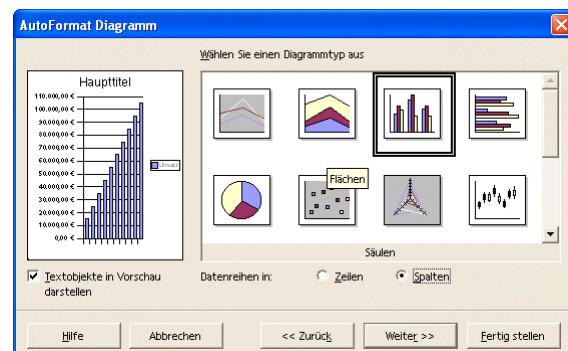 AutoFormat Diagramm
Wählen Sie einen Diagrammtyp aus
Haupttitel
110.000,00 €
100.000,00 €
90.000,00 €
80.000,00 €
70.000,00 €
60.000,00 €
50.000,00 €
40.000,00 €
30.000,00 €
20.000,00 €
10.000,00 €
0,00 €
Umsatz
Flächen
Säulen
Textobjekte in Vorschau darstellen
Datenreihen in:
Zeilen
Spalten
Hilfe
Abbrechen
<< Zurück
Weiter >>
Fertig stellen